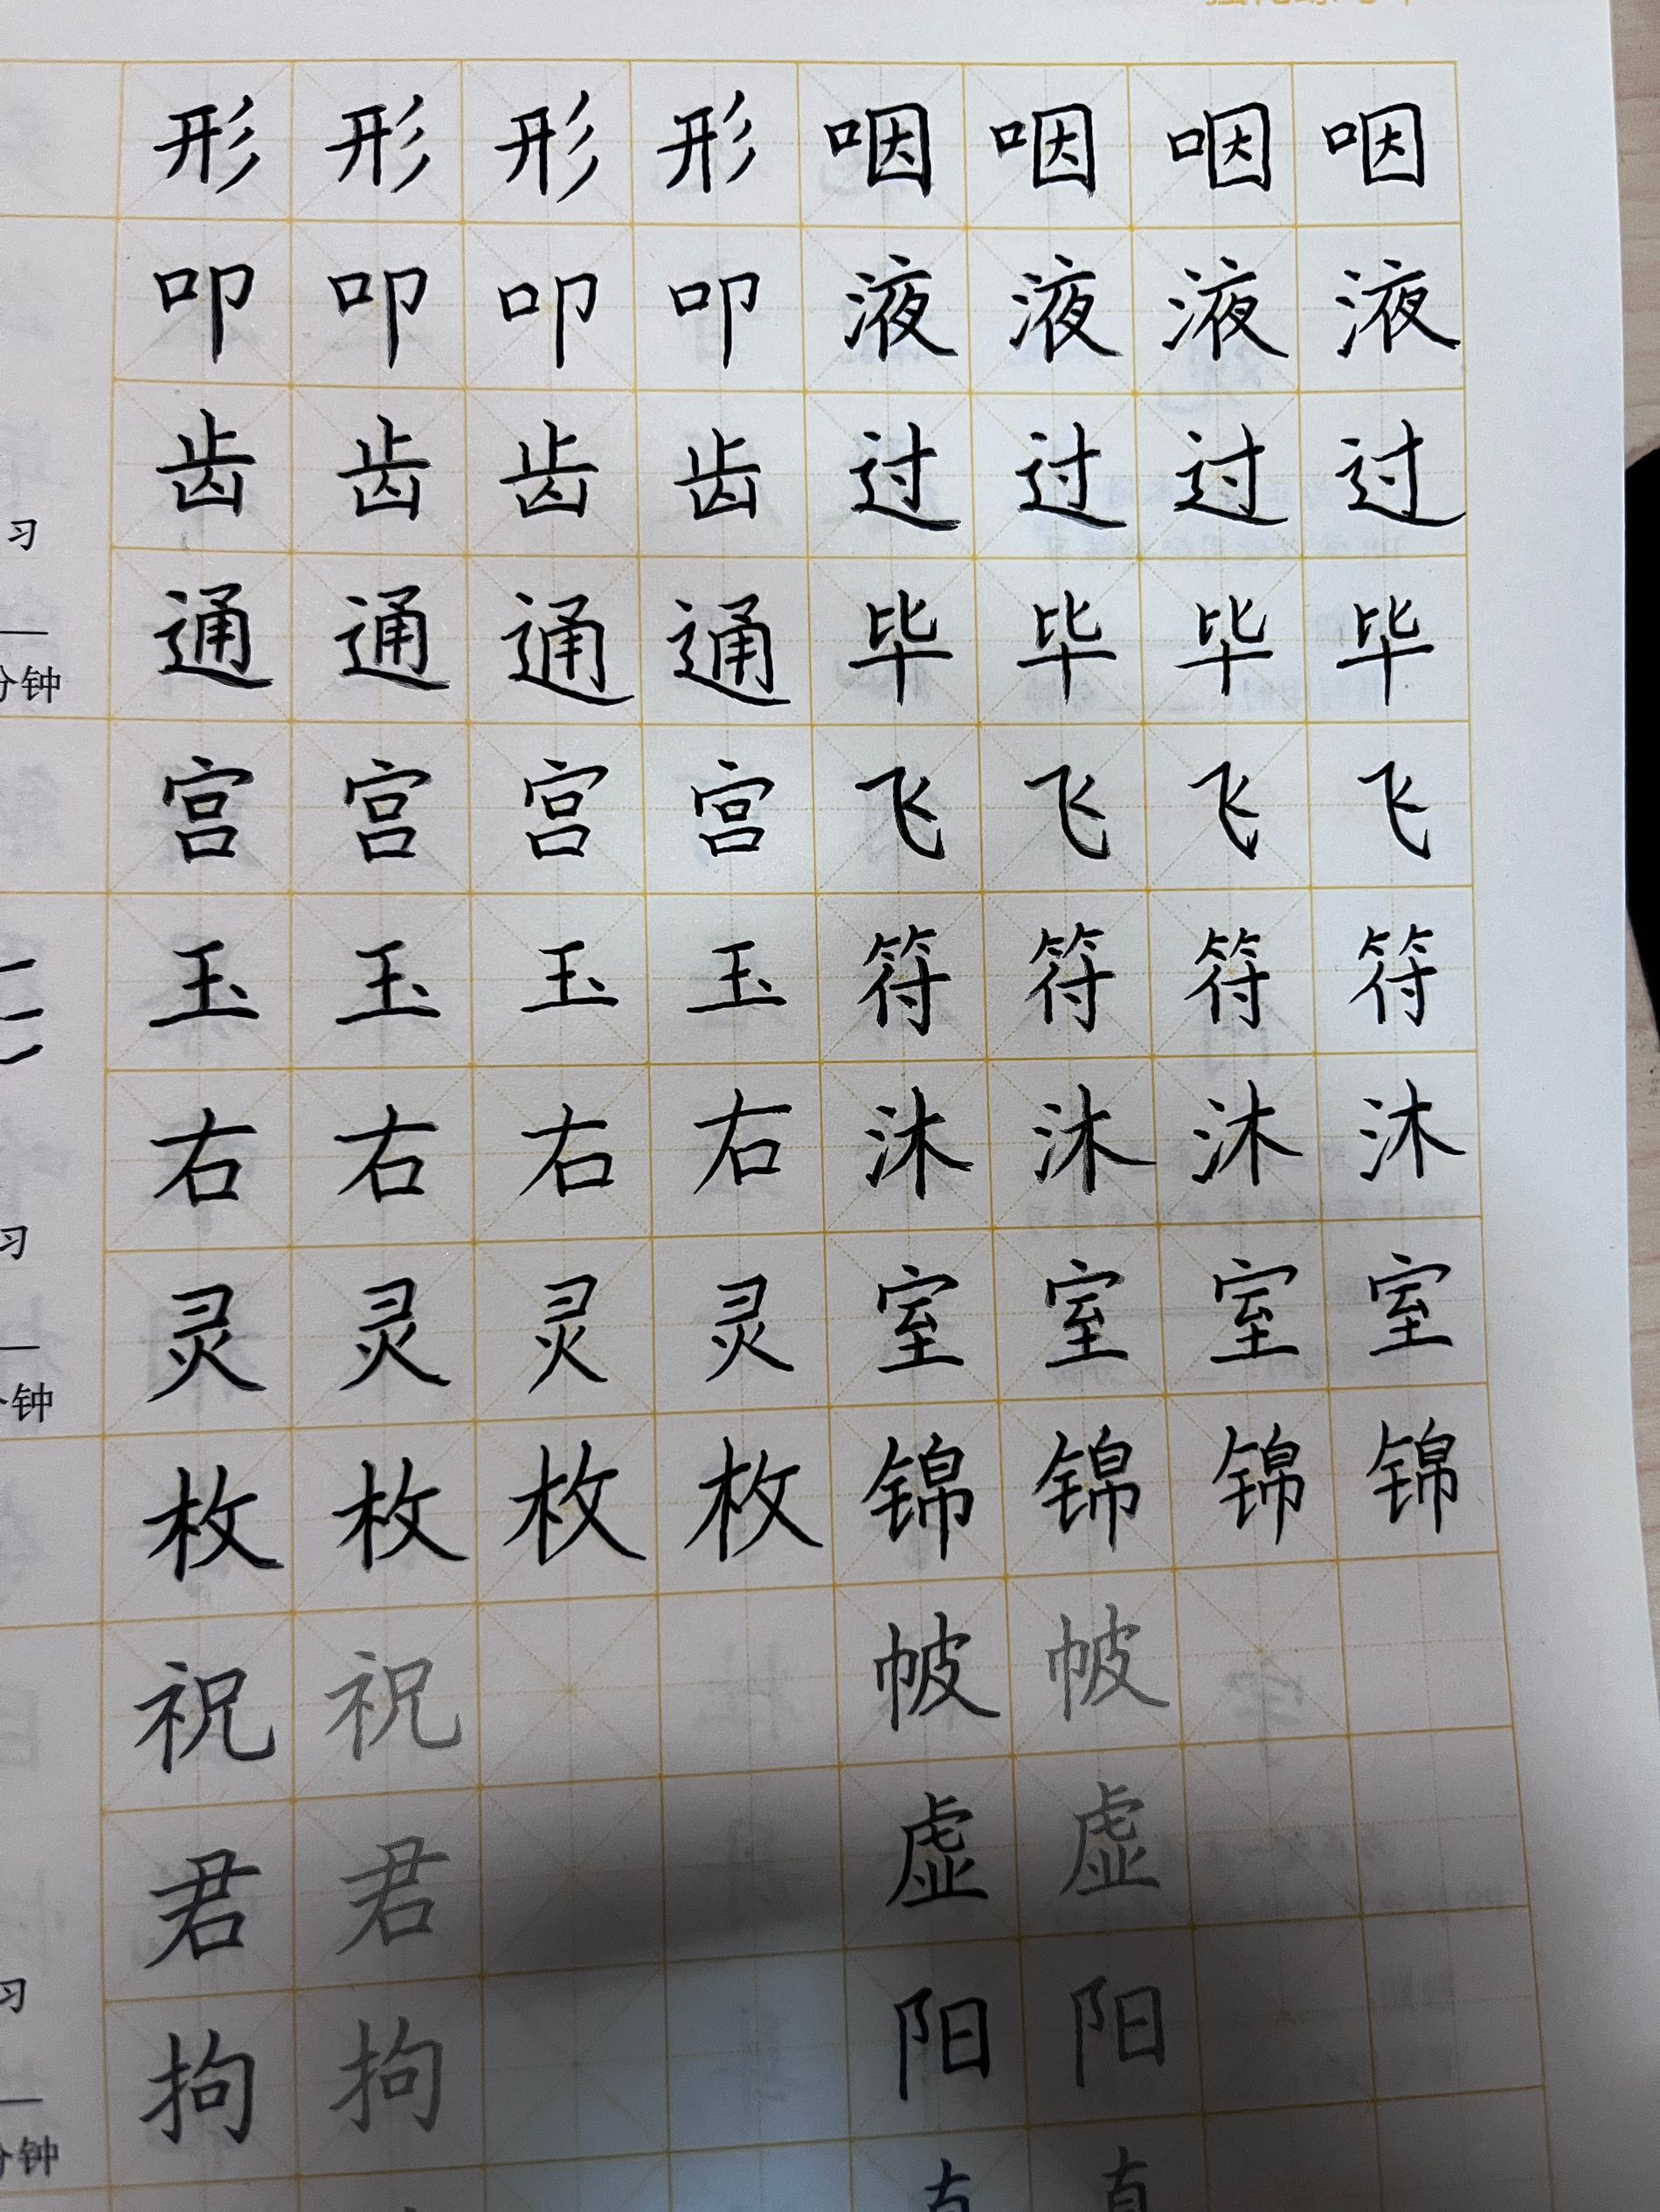 形 形 形 形 咽 咽 咽 咽
叩 叩 叩 叩 液 液 液 液
齿 齿 齿 齿 过 过 过 过
习
通 通 通 通 毕 毕 毕 毕
分钟
宫 宫 宫 宫 飞 飞 飞 飞
玉 玉 玉 玉 符 符 符 符
右 右 右 右 沐 沐 沐 沐
习
灵 灵 灵 灵 室 室 室 室
分钟
枚 枚 枚 枚 锦 锦 锦 锦
祝 祝 帔 帔
君 君 虚 虚
习
拘 拘 阳 阳
分钟